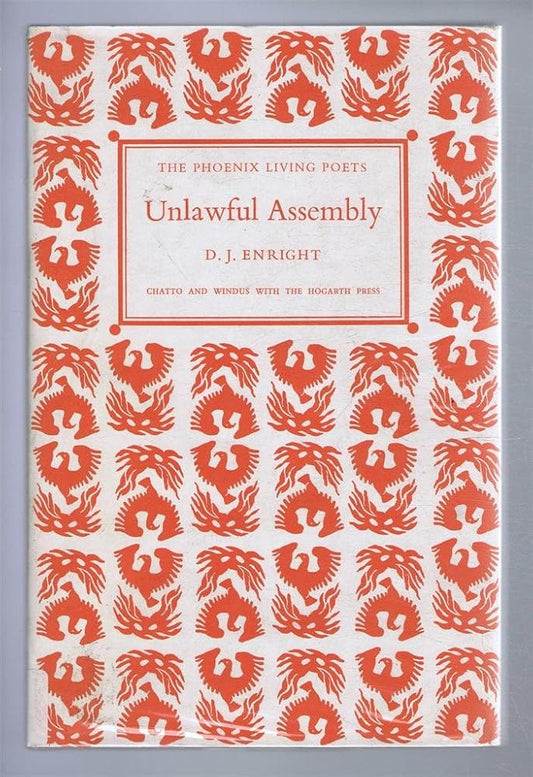 THE PHOENIX LIVING POETS
Unlawful Assembly
D. J. ENRIGHT
CHATTO AND WINDUS WITH THE HOGARTH PRESS